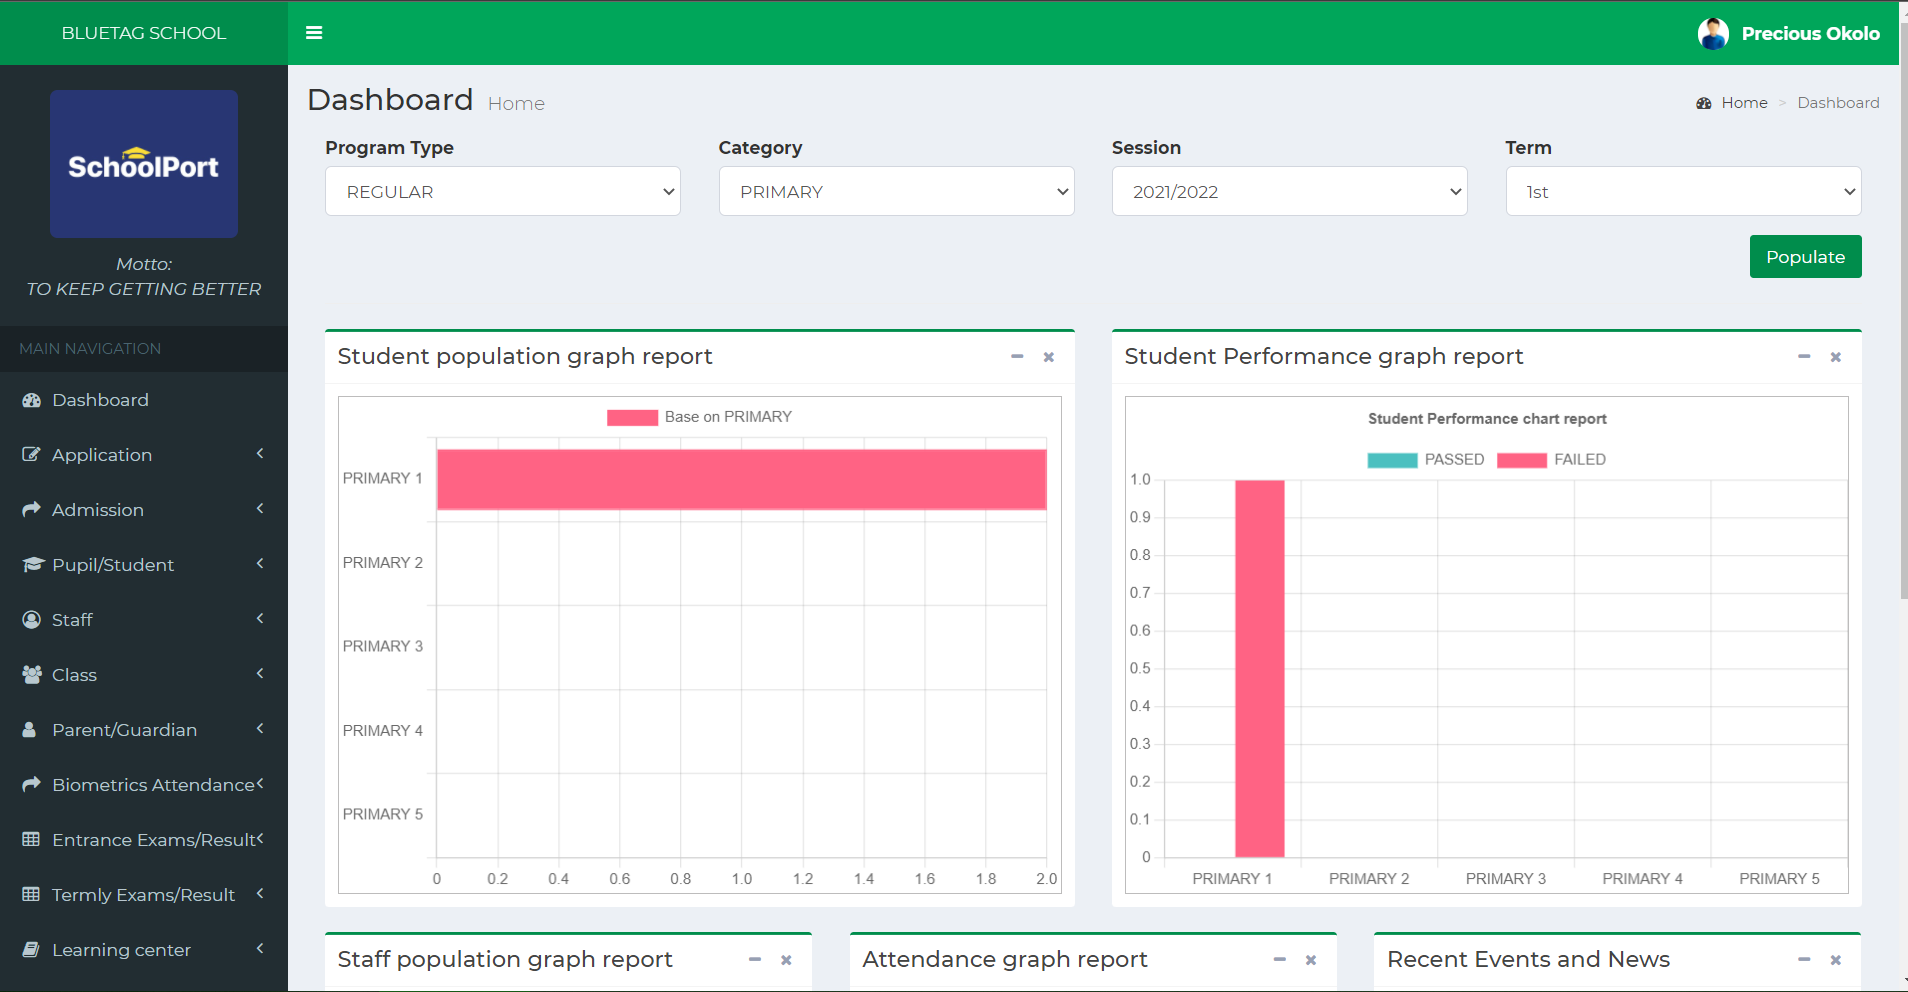 BLUETAG SCHOOL
Precious Okolo
SchoolPort
Motto:
TO KEEP GETTING BETTER
MAIN NAVIGATION
Dashboard
Application
Admission
Pupil/Student
Staff
Class
Parent/Guardian
Biometrics Attendance
Entrance Exams/Result
Termly Exams/Result
Learning center
Dashboard Home
Home > Dashboard
Program Type
REGULAR
Category
PRIMARY
Session
2021/2022
Term
1st
Populate
Student population graph report
Base on PRIMARY
PRIMARY 1
PRIMARY 2
PRIMARY 3
PRIMARY 4
PRIMARY 5
0 0.2 0.4 0.6 0.8 1.0 1.2 1.4 1.6 1.8 2.0
Student Performance graph report
Student Performance chart report
PASSED FAILED
1.0
0.9
0.8
0.7
0.6
0.5
0.4
0.3
0.2
0.1
0
PRIMARY 1 PRIMARY 2 PRIMARY 3 PRIMARY 4 PRIMARY 5
Staff population graph report
Attendance graph report
Recent Events and News